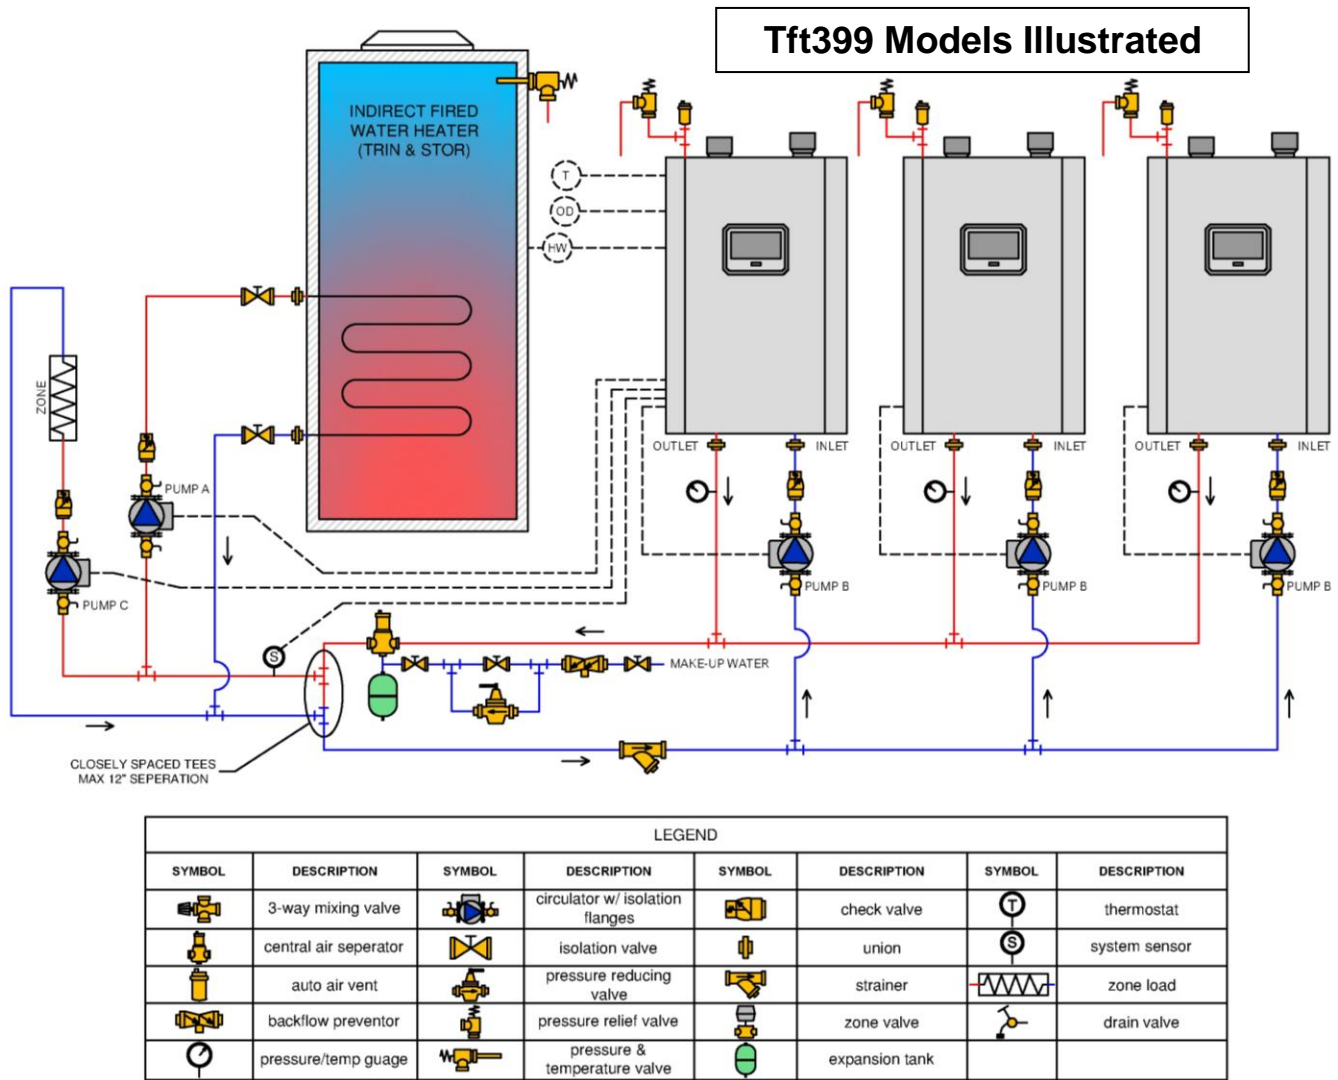 Tft399 Models Illustrated
INDIRECT FIRED
WATER HEATER
(TRIN & STOR)
T
OD
HW
ZONE
OUTLET
INLET
OUTLET
INLET
OUTLET
INLET
PUMP A
PUMP C
PUMP B
PUMP B
PUMP B
S
MAKE-UP WATER
CLOSELY SPACED TEES
MAX 12" SEPERATION
LEGEND
SYMBOL DESCRIPTION SYMBOL DESCRIPTION SYMBOL DESCRIPTION SYMBOL DESCRIPTION
3-way mixing valve
circulator w/ isolation
flanges
check valve
T
thermostat
central air seperator
isolation valve
union
S
system sensor
auto air vent
pressure reducing
valve
strainer
zone load
backflow preventor
pressure relief valve
zone valve
drain valve
pressure/temp guage
pressure &
temperature valve
expansion tank